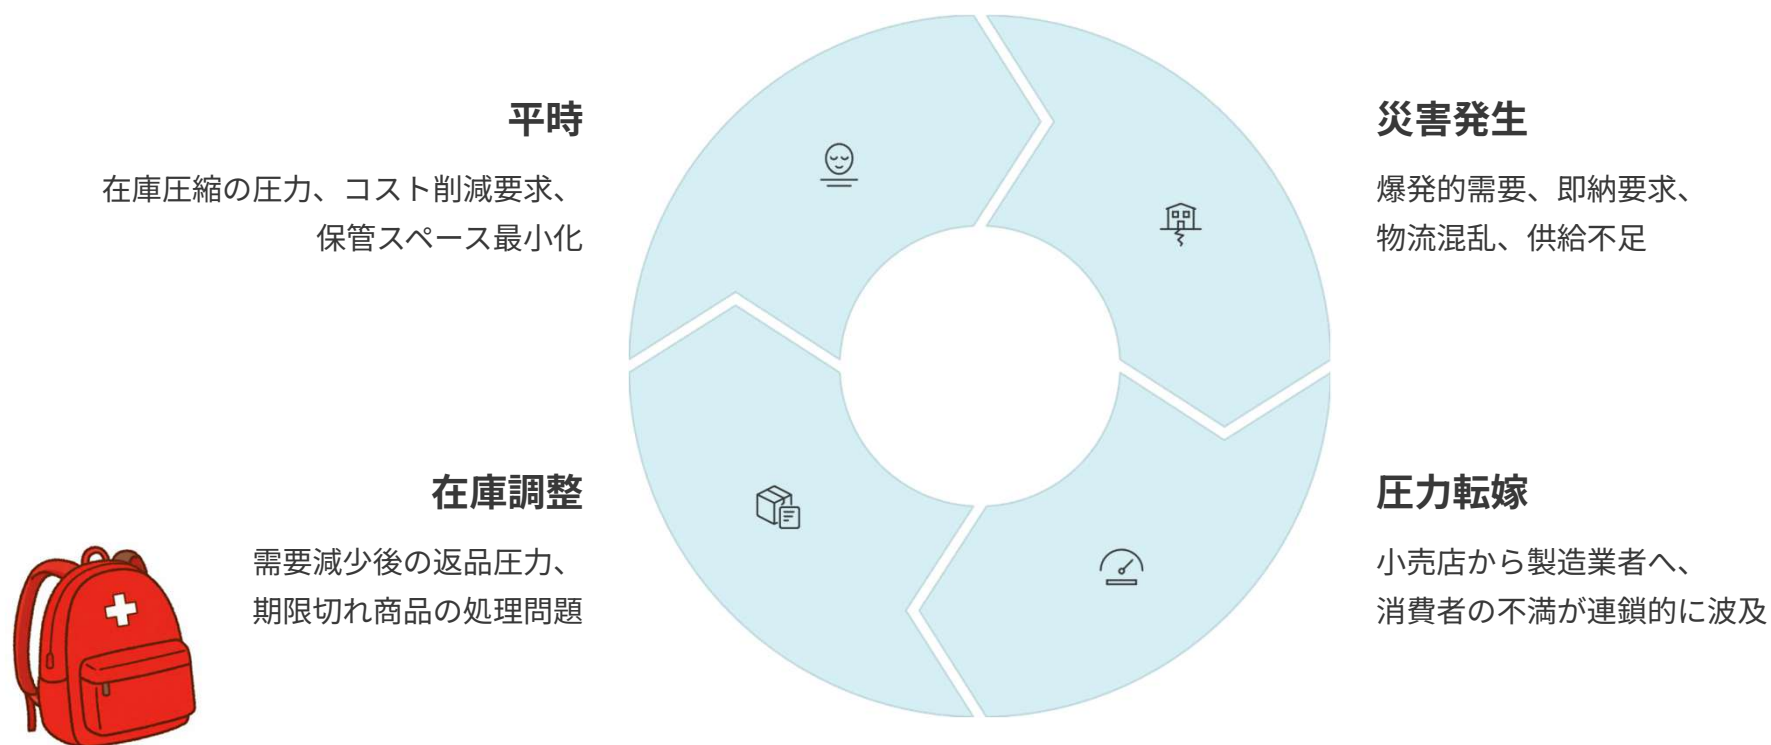 平時
在庫圧縮の圧力、コスト削減要求、
保管スペース最小化
災害発生
爆発的需要、即納要求、
物流混乱、供給不足
圧力転嫁
小売店から製造業者へ、
消費者の不満が連鎖的に波及
在庫調整
需要減少後の返品圧力、
期限切れ商品の処理問題